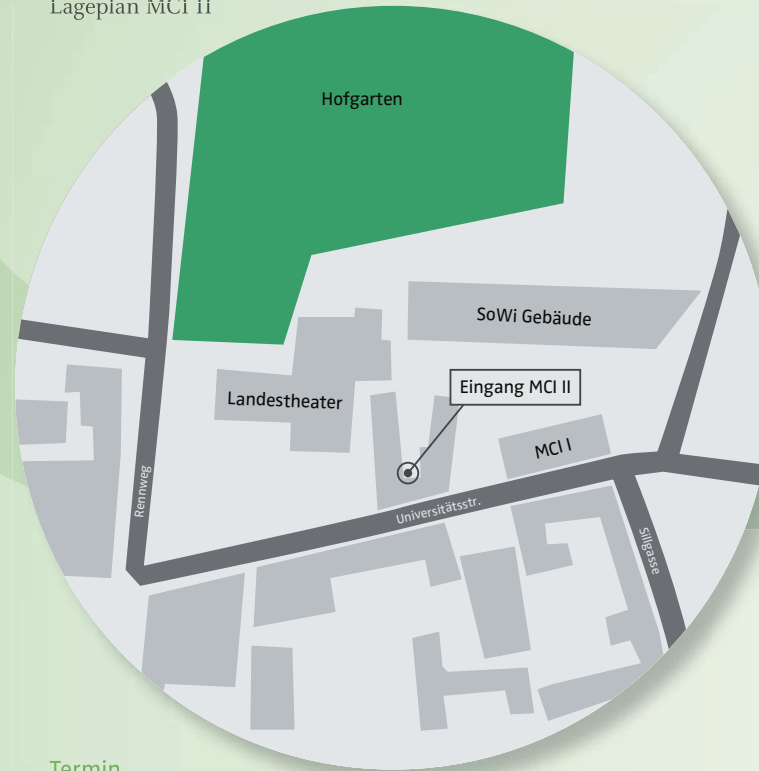 Lageplan MCI II
Hofgarten
SoWi Gebäude
Eingang MCI II
Landestheater
MCI I
Rennweg
Universitätsstr.
Sillgasse
Termin